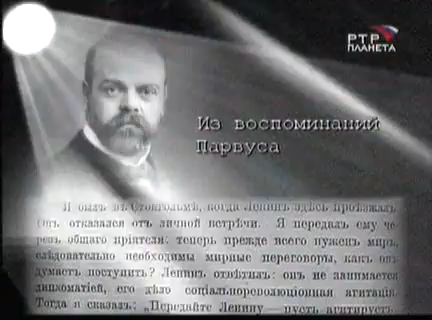 РТР
ПЛАНЕТА
Из воспоминаний
Парвуса
Я былъ въ Стокгольмѣ, когда Ленинъ здѣсь проѣзжалъ
Онъ отказался отъ личной встрѣчи. Я передалъ ему че-
резъ общаго пріятеля: теперь прежде всего нуженъ миръ,
слѣдовательно необходимы мирные переговоры, какъ онъ
думаетъ поступить? Ленинъ отвѣтилъ: онъ не занимается
дипломатіей, его дѣло соціальнореволюціонная агитація.
Тогда я сказалъ: „Передайте Ленину — пусть агитируетъ